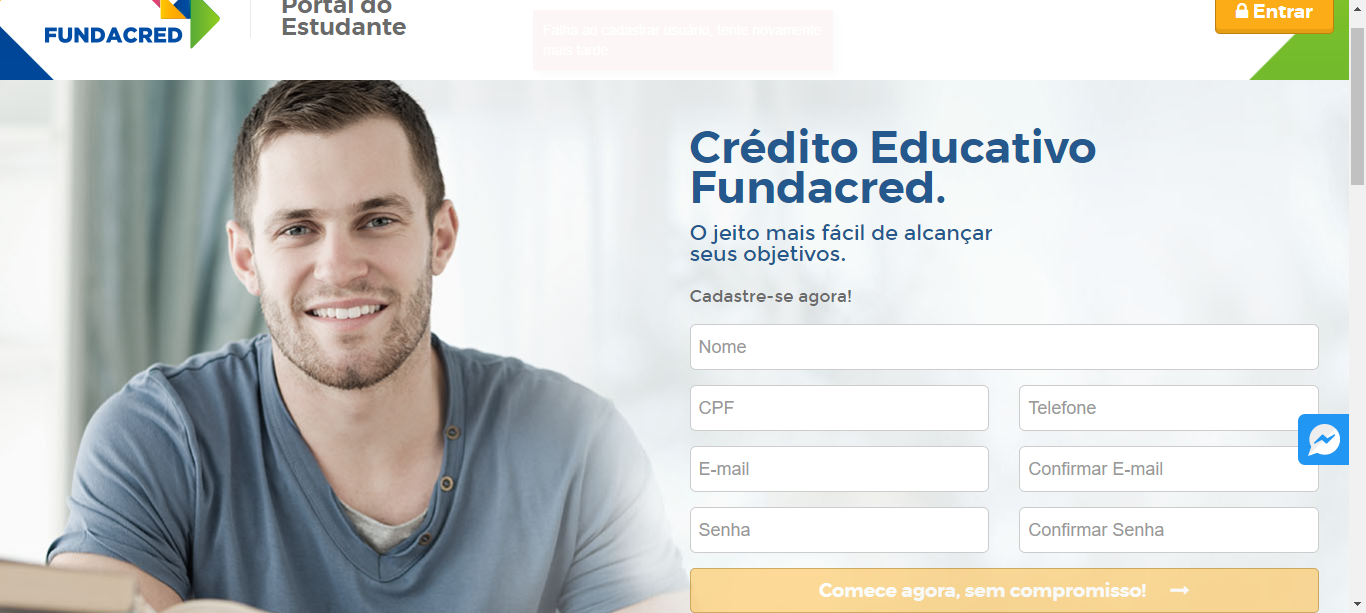 FUNDACRED
Portal do
Estudante
Falha ao cadastrar usuário, tente novamente
mais tarde
Entrar
Crédito Educativo
Fundacred.
O jeito mais fácil de alcançar
seus objetivos.
Cadastre-se agora!
Nome
CPF
Telefone
E-mail
Confirmar E-mail
Senha
Confirmar Senha
Comece agora, sem compromisso!